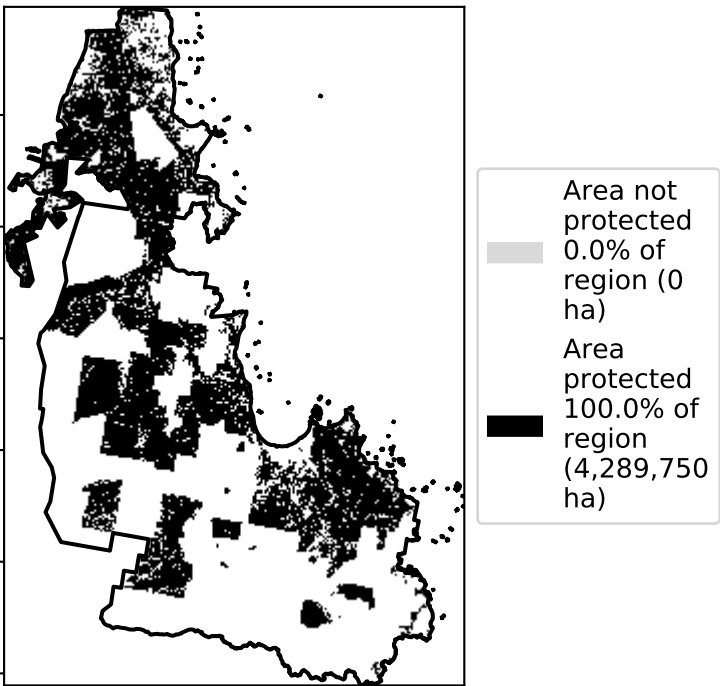 Area not
protected
0.0% of
region (0
ha)
Area
protected
100.0% of
region
(4,289,750
ha)